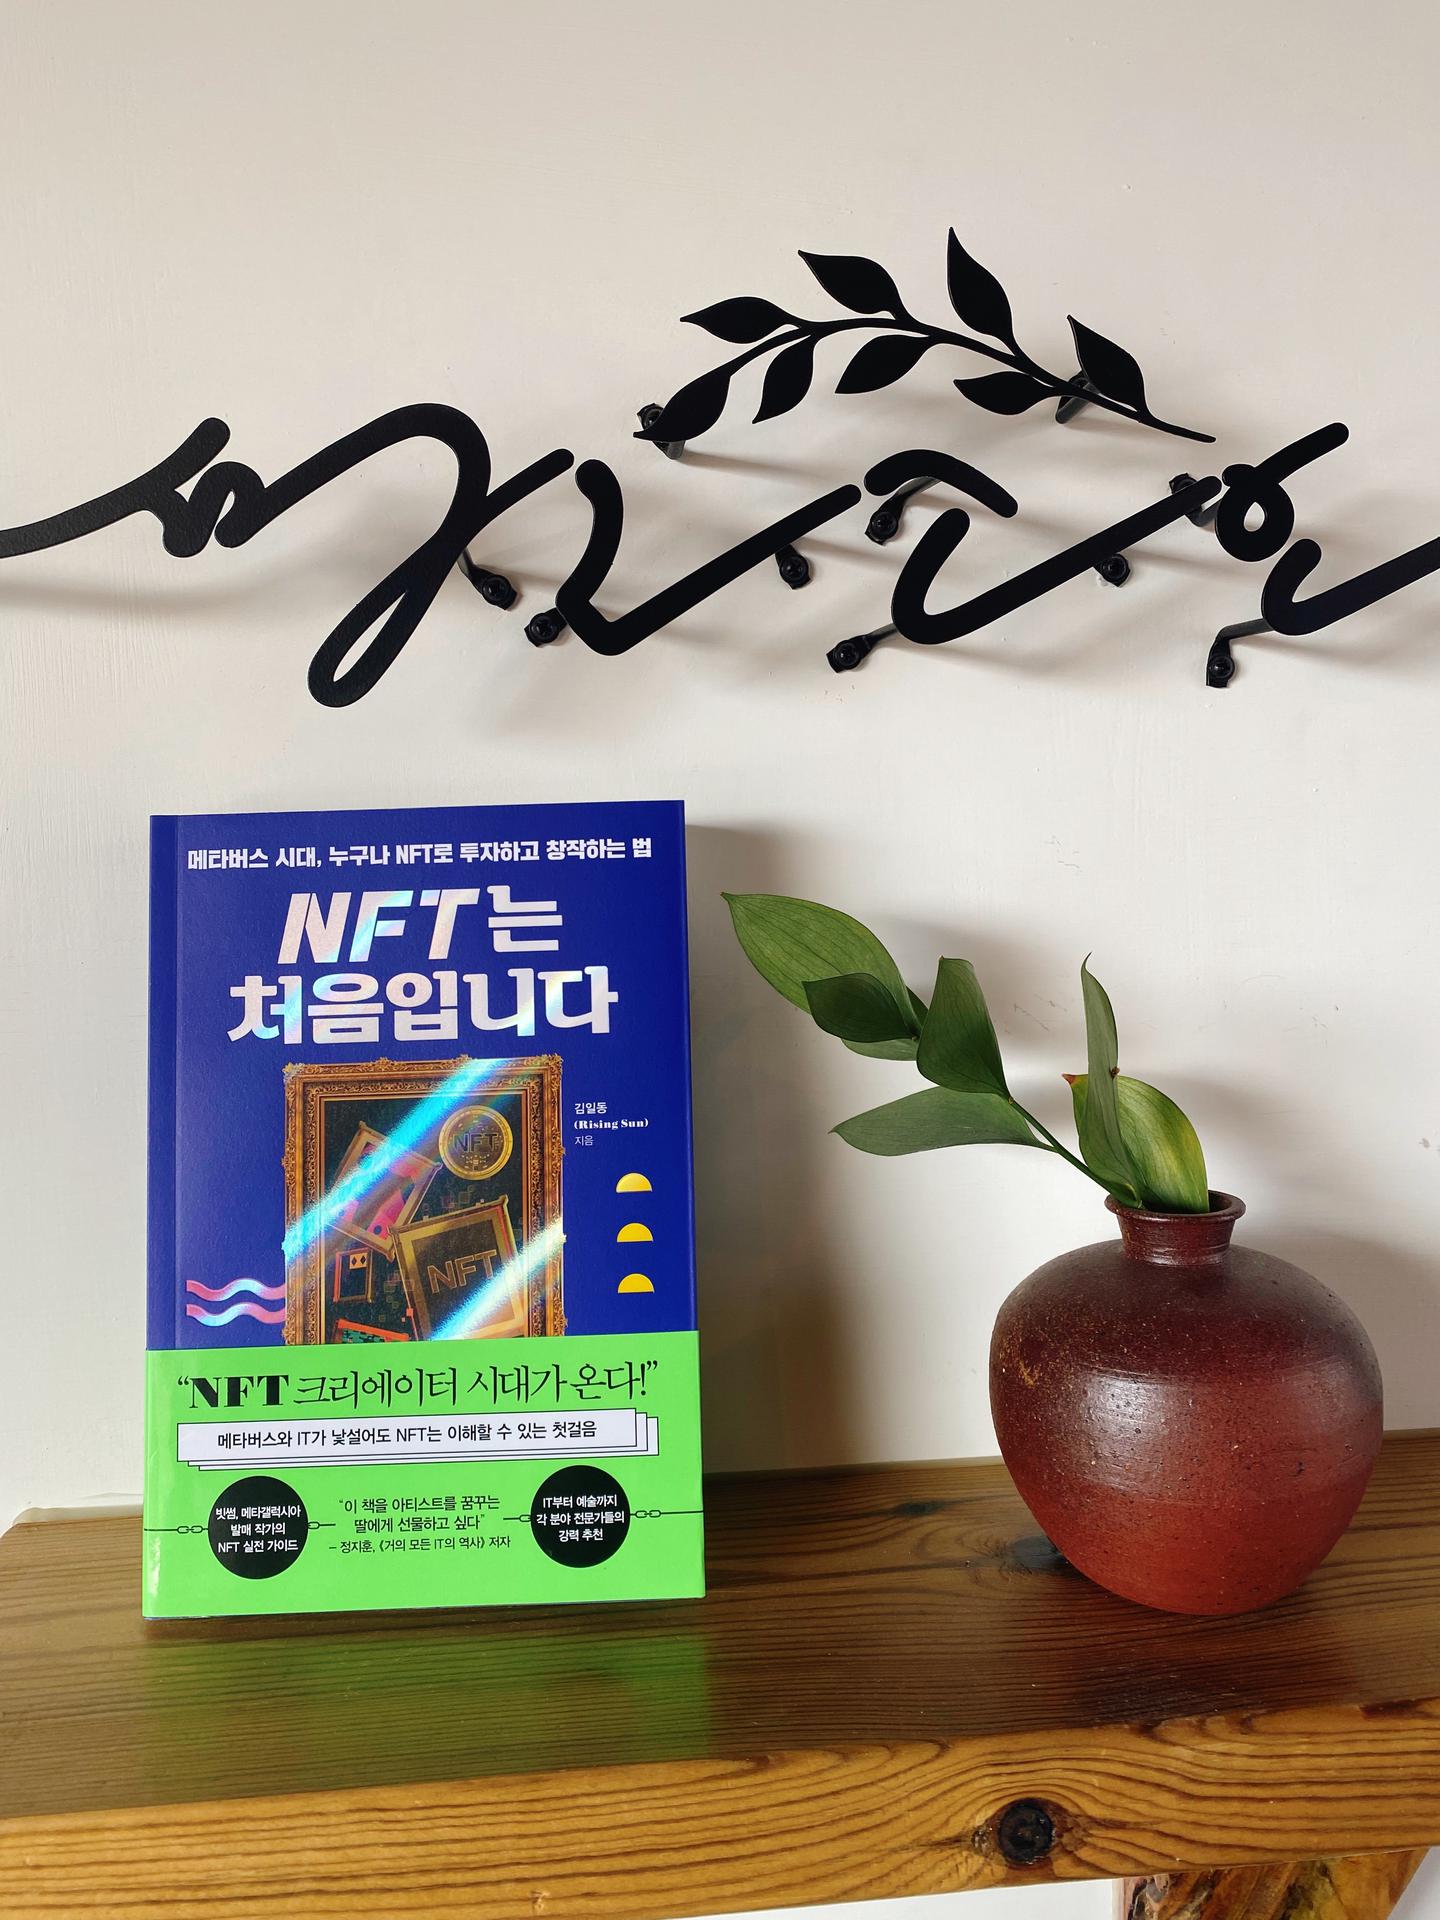 메타버스 시대, 누구나 NFT로 투자하고 창작하는 법
NFT는
처음입니다
김일동
(Rising Sun)
지음
NFT
NFT
“NFT 크리에이터 시대가 온다!”
메타버스와 IT가 낯설어도 NFT는 이해할 수 있는 첫걸음
빗썸, 메타갤럭시아
발매 작가의
NFT 실전 가이드
“이 책을 아티스트를 꿈꾸는
딸에게 선물하고 싶다”
– 정지훈, 《거의 모든 IT의 역사》 저자
IT부터 예술까지
각 분야 전문가들의
강력 추천